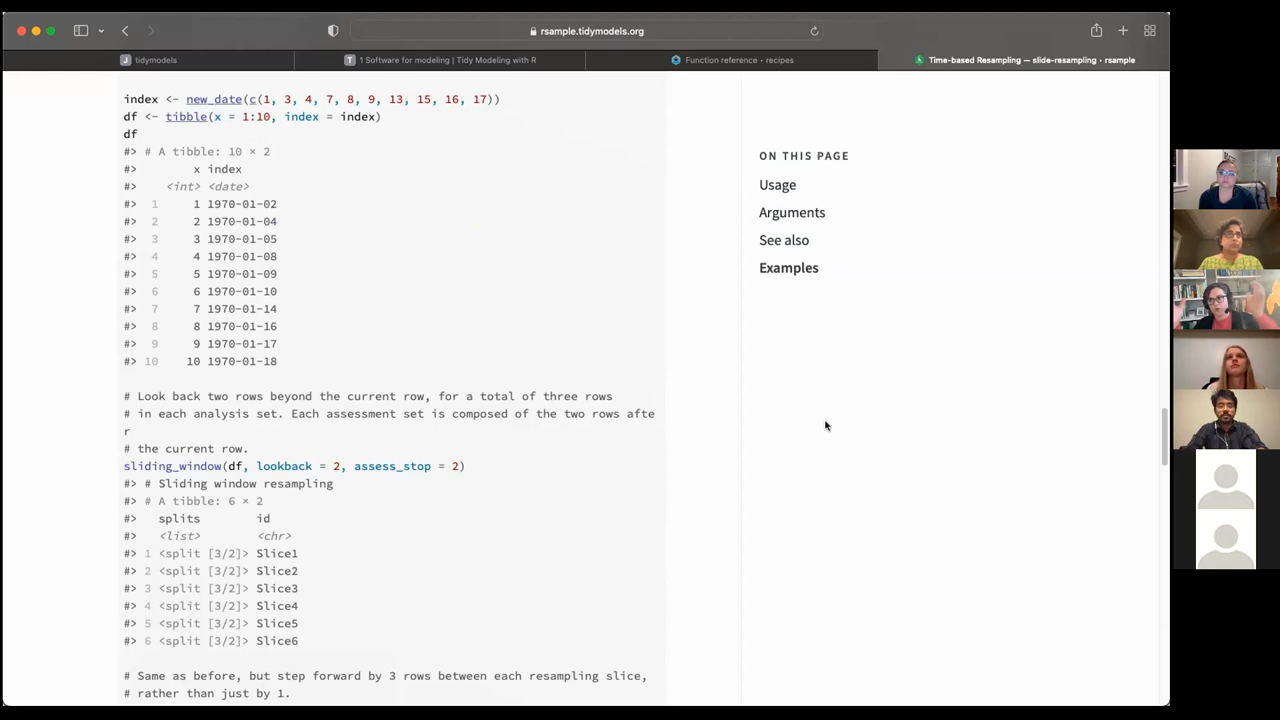 rsample.tidymodels.org
tidymodels
1 Software for modeling | Tidy Modeling with R
Function reference • recipes
Time-based Resampling — slide-resampling • rsample
index <- new_date(c(1, 3, 4, 7, 8, 9, 13, 15, 16, 17))
df <- tibble(x = 1:10, index = index)
df
#> # A tibble: 10 × 2
#>        x index
#>    <int> <date>
#>  1     1 1970-01-02
#>  2     2 1970-01-04
#>  3     3 1970-01-05
#>  4     4 1970-01-08
#>  5     5 1970-01-09
#>  6     6 1970-01-10
#>  7     7 1970-01-14
#>  8     8 1970-01-16
#>  9     9 1970-01-17
#> 10    10 1970-01-18
# Look back two rows beyond the current row, for a total of three rows
# in each analysis set. Each assessment set is composed of the two rows afte
r
# the current row.
sliding_window(df, lookback = 2, assess_stop = 2)
#> # Sliding window resampling
#> # A tibble: 6 × 2
#>   splits        id
#>   <list>        <chr>
#> 1 <split [3/2]> Slice1
#> 2 <split [3/2]> Slice2
#> 3 <split [3/2]> Slice3
#> 4 <split [3/2]> Slice4
#> 5 <split [3/2]> Slice5
#> 6 <split [3/2]> Slice6
# Same as before, but step forward by 3 rows between each resampling slice,
# rather than just by 1.
ON THIS PAGE
Usage
Arguments
See also
Examples